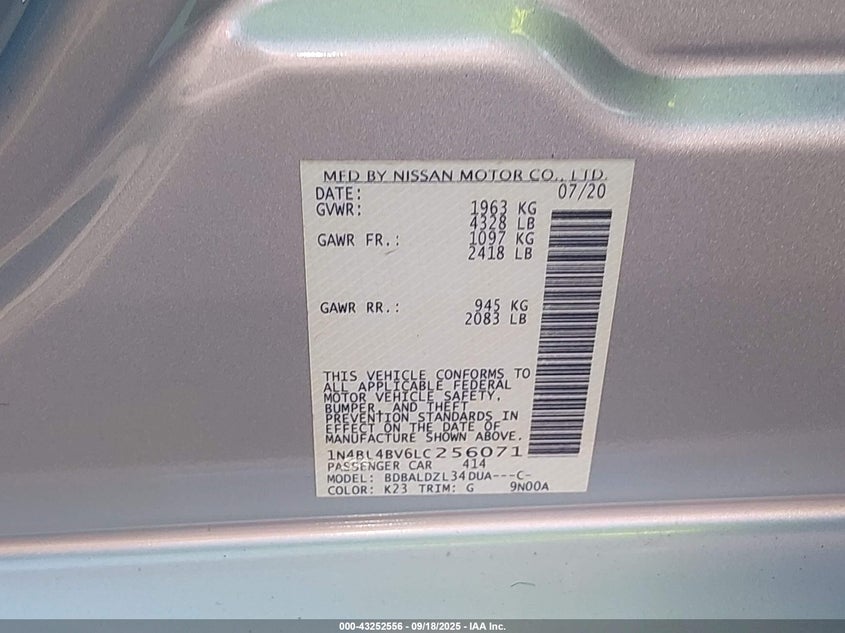 MFD BY NISSAN MOTOR CO., LTD.
DATE: 07/20
GVWR: 1963 KG
4328 LB
GAWR FR.: 1097 KG
2418 LB
GAWR RR.: 945 KG
2083 LB
THIS VEHICLE CONFORMS TO
ALL APPLICABLE FEDERAL
MOTOR VEHICLE SAFETY,
BUMPER, AND THEFT
PREVENTION STANDARDS IN
EFFECT ON THE DATE OF
MANUFACTURE SHOWN ABOVE.
1N4BL4BV6LC256071
PASSENGER CAR 414
MODEL: BDBALDZL34DUA---C-
COLOR: K23 TRIM: G 9N00A
000-43252556 - 09/18/2025 - IAA Inc.